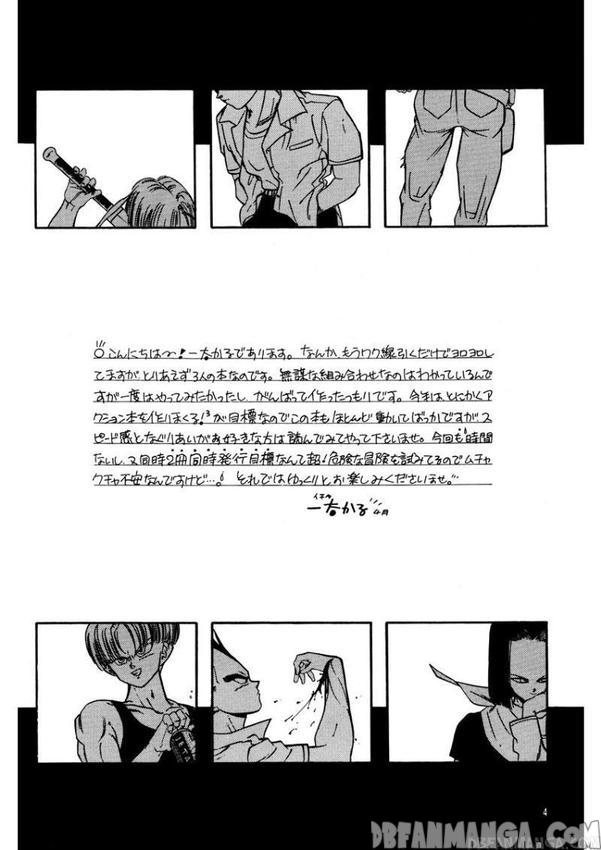 こんにちは〜！一春かるであります。なんか、もうワク線引くだけでヨロヨロし
てますがとりあえず3人の本なのです。無謀な組み合わせなのはわかっているんで
すが一度はやってみたかったし、がんばって作ったつもりです。今年はとにかくア
クション本を作りまくる！が目標なのでこの本もほとんど動いてばっかですがス
ピード感となぐりあいがお好きな方は読んでみてやって下さいませ。今回も時間
ないし、又同時2冊同時発行目標なんて超！危険な冒険を試みてるのでムチャ
クチャ不安なんですけど…。それではゆっくりとお楽しみくださいませ。
かる
4月
4
DBFANMANGA.COM